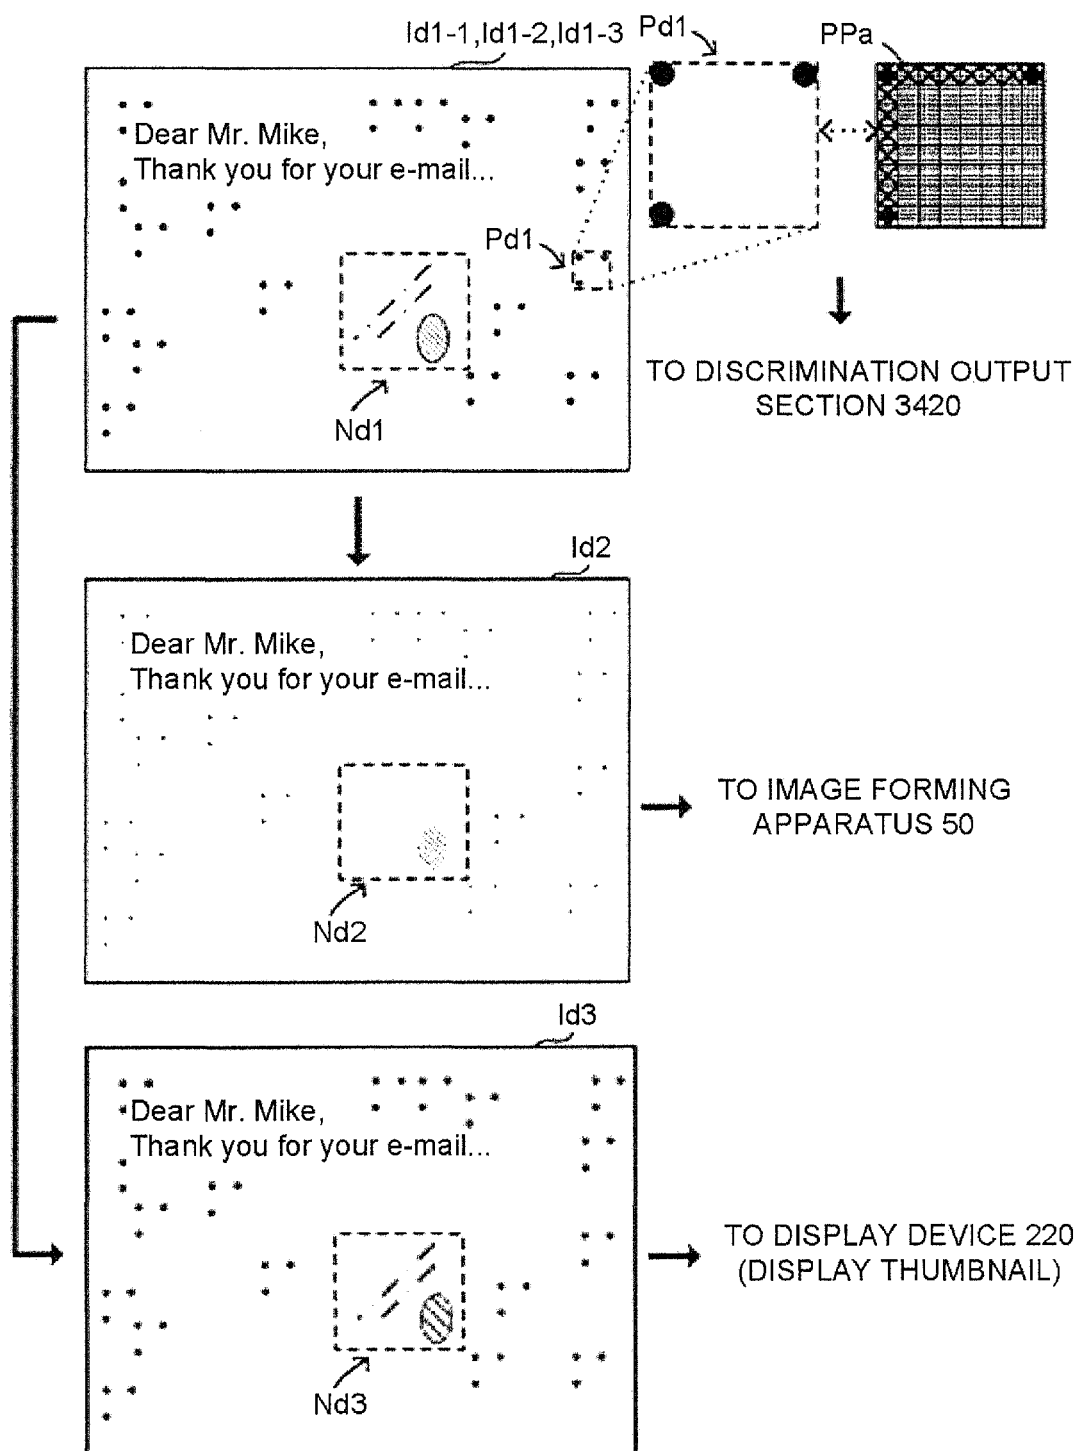 Id1-1,Id1-2,Id1-3
Pd1
PPa
Dear Mr. Mike,
Thank you for your e-mail...
Pd1
Nd1
TO DISCRIMINATION OUTPUT
SECTION 3420
Id2
Dear Mr. Mike,
Thank you for your e-mail...
Nd2
TO IMAGE FORMING
APPARATUS 50
Id3
Dear Mr. Mike,
Thank you for your e-mail...
Nd3
TO DISPLAY DEVICE 220
(DISPLAY THUMBNAIL)